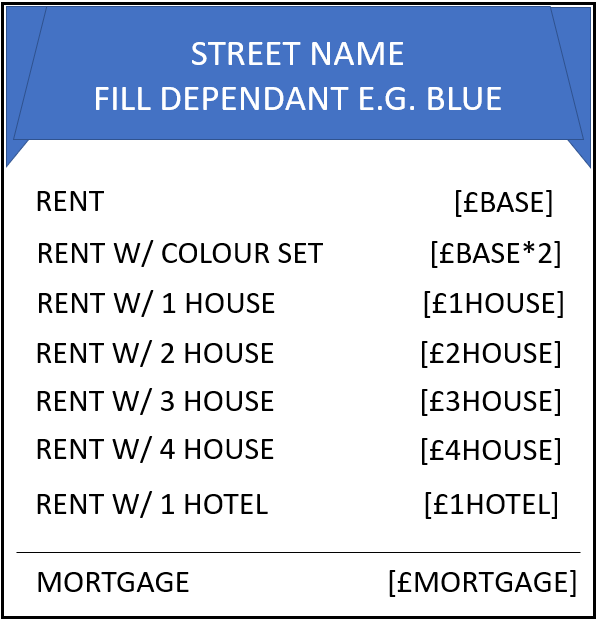 STREET NAME
FILL DEPENDANT E.G. BLUE
RENT [£BASE]
RENT W/ COLOUR SET [£BASE*2]
RENT W/ 1 HOUSE [£1HOUSE]
RENT W/ 2 HOUSE [£2HOUSE]
RENT W/ 3 HOUSE [£3HOUSE]
RENT W/ 4 HOUSE [£4HOUSE]
RENT W/ 1 HOTEL [£1HOTEL]
MORTGAGE [£MORTGAGE]